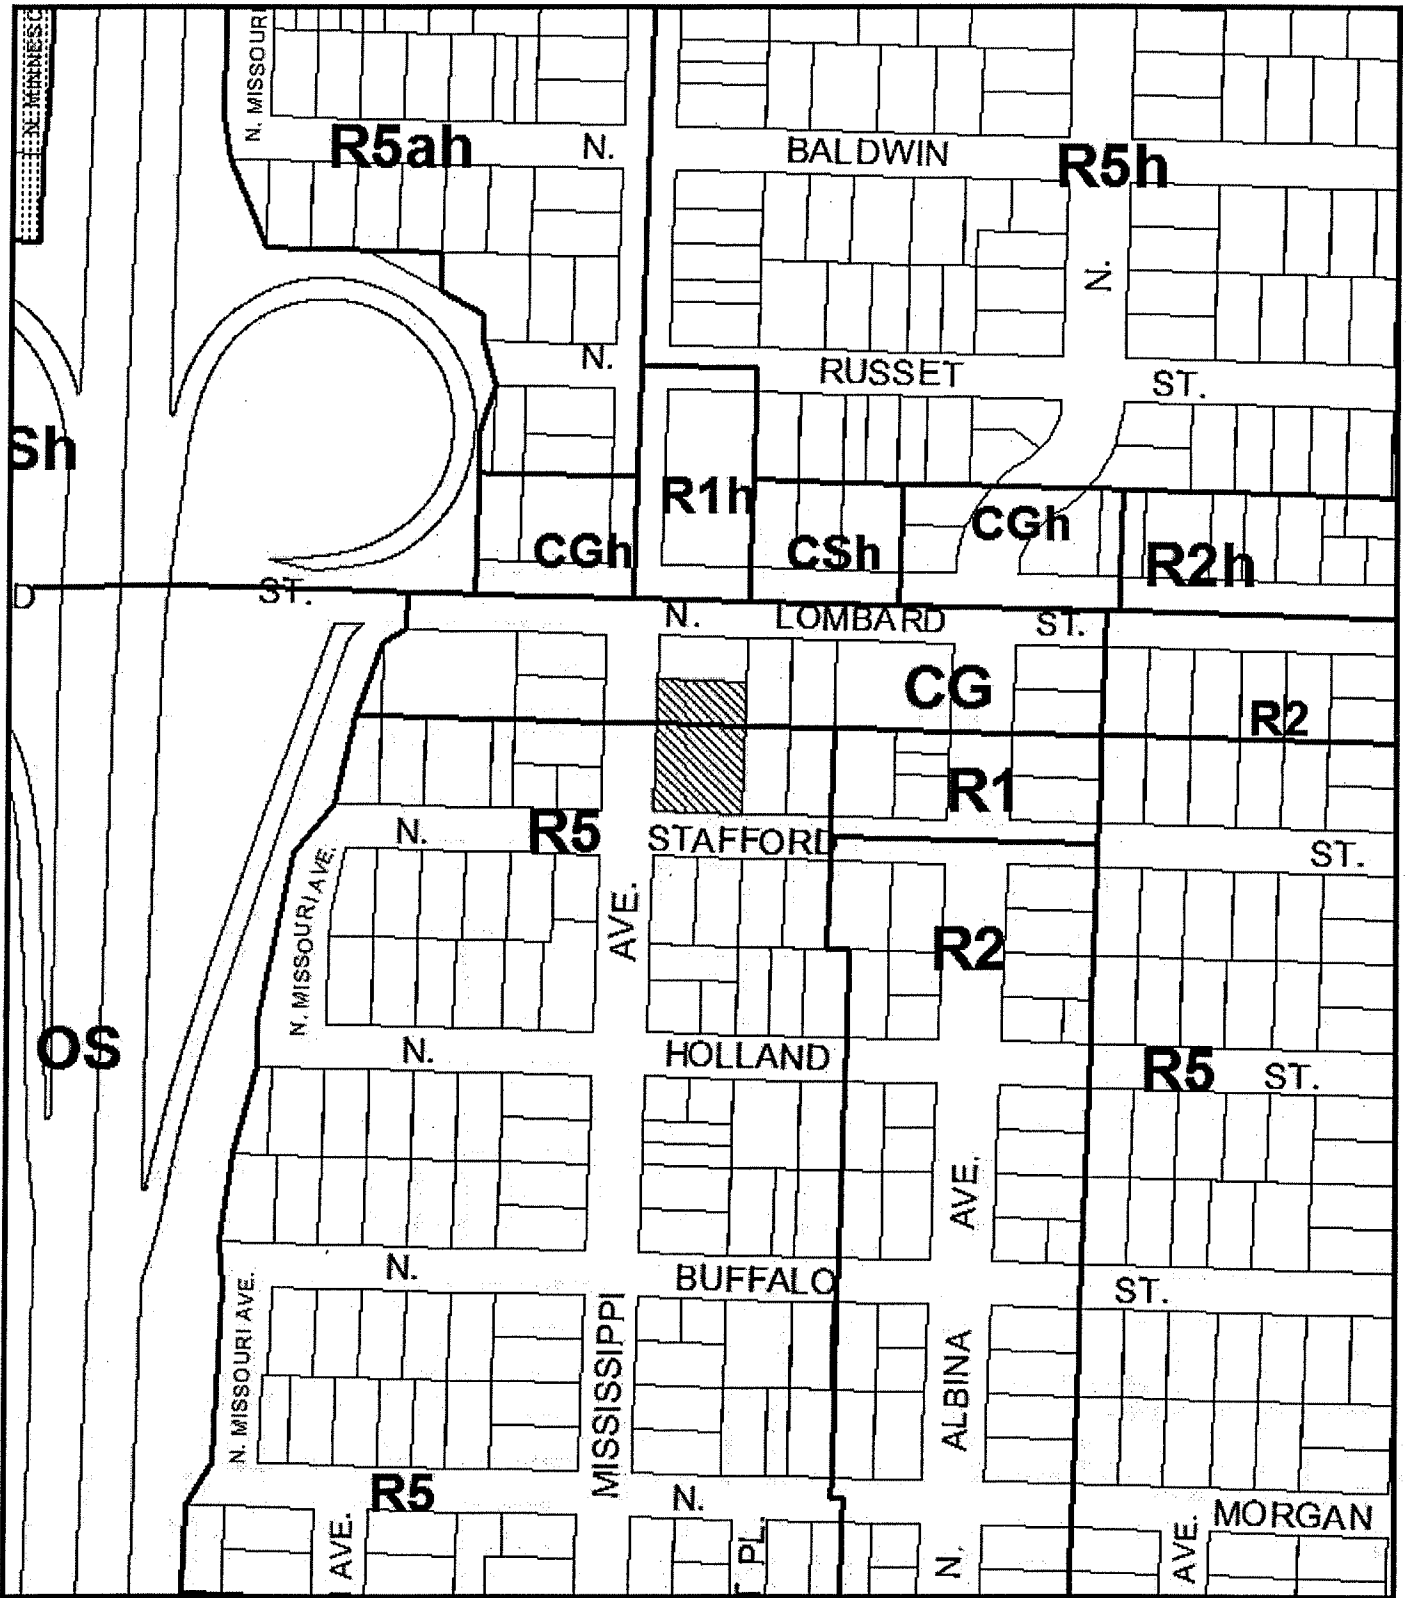 N. MINNESO
N. MISSOURI
R5ah
N.
BALDWIN
R5h
N.
N.
RUSSET
ST.
Sh
R1h
CGh
CSh
CGh
R2h
D
ST.
N.
LOMBARD
ST.
CG
R2
R1
N.
R5
STAFFORD
ST.
N. MISSOURI AVE.
AVE.
R2
OS
N.
HOLLAND
R5
ST.
AVE.
N.
BUFFALO
ST.
N. MISSOURI AVE.
MISSISSIPPI
ALBINA
R5
N.
MORGAN
AVE.
PL.
N.
AVE.